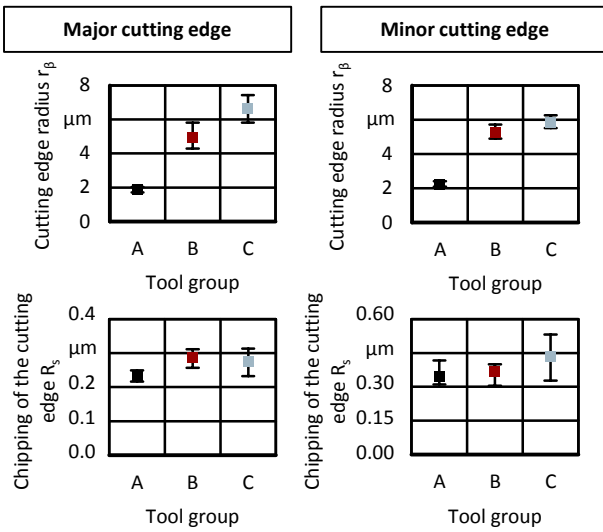 Major cutting edge
Minor cutting edge
Cutting edge radius rβ
8
µm
4
2
0
A B C
Tool group
Cutting edge radius rβ
8
µm
4
2
0
A B C
Tool group
Chipping of the cutting
edge Rs
0.4
µm
0.2
0.1
0.0
A B C
Tool group
Chipping of the cutting
edge Rs
0.60
µm
0.30
0.15
0.00
A B C
Tool group